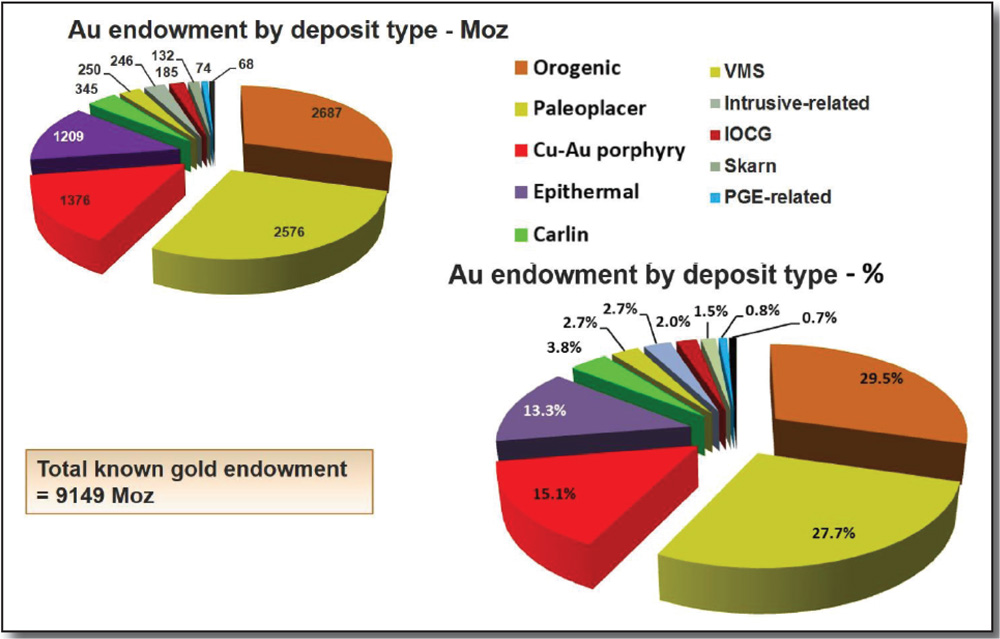 Au endowment by deposit type - Moz
132
246
185
74
68
250
345
2687
1209
1376
2576
Orogenic
Paleoplacer
Cu-Au porphyry
Epithermal
Carlin
VMS
Intrusive-related
IOCG
Skarn
PGE-related
Au endowment by deposit type - %
2.7%
2.0%
1.5%
0.8%
0.7%
2.7%
3.8%
29.5%
13.3%
15.1%
27.7%
Total known gold endowment
= 9149 Moz